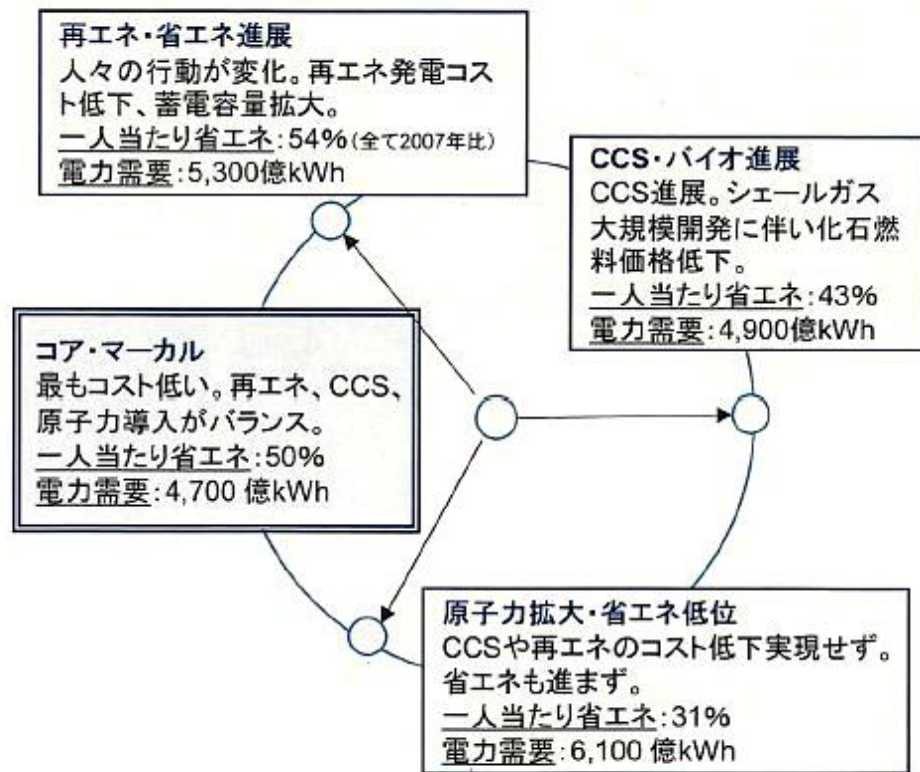 再エネ・省エネ進展
人々の行動が変化。再エネ発電コス
ト低下、蓄電容量拡大。
一人当たり省エネ:54%(全て2007年比)
電力需要:5,300億kWh
CCS・バイオ進展
CCS進展。シェールガス
大規模開発に伴い化石燃
料価格低下。
一人当たり省エネ:43%
電力需要:4,900億kWh
コア・マーカル
最もコスト低い。再エネ、CCS、
原子力導入がバランス。
一人当たり省エネ:50%
電力需要:4,700 億kWh
原子力拡大・省エネ低位
CCSや再エネのコスト低下実現せず。
省エネも進まず。
一人当たり省エネ:31%
電力需要:6,100 億kWh